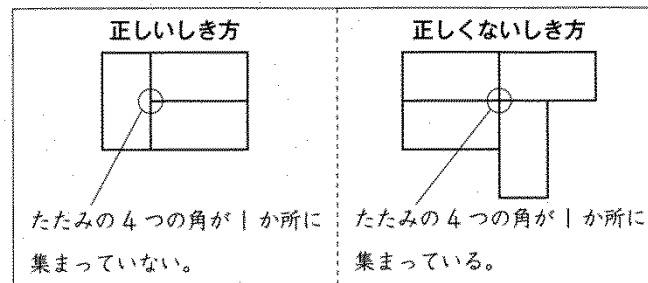 正しいしき方
たたみの4つの角が1か所に
集まっていない。
正しくないしき方
たたみの4つの角が1か所に
集まっている。